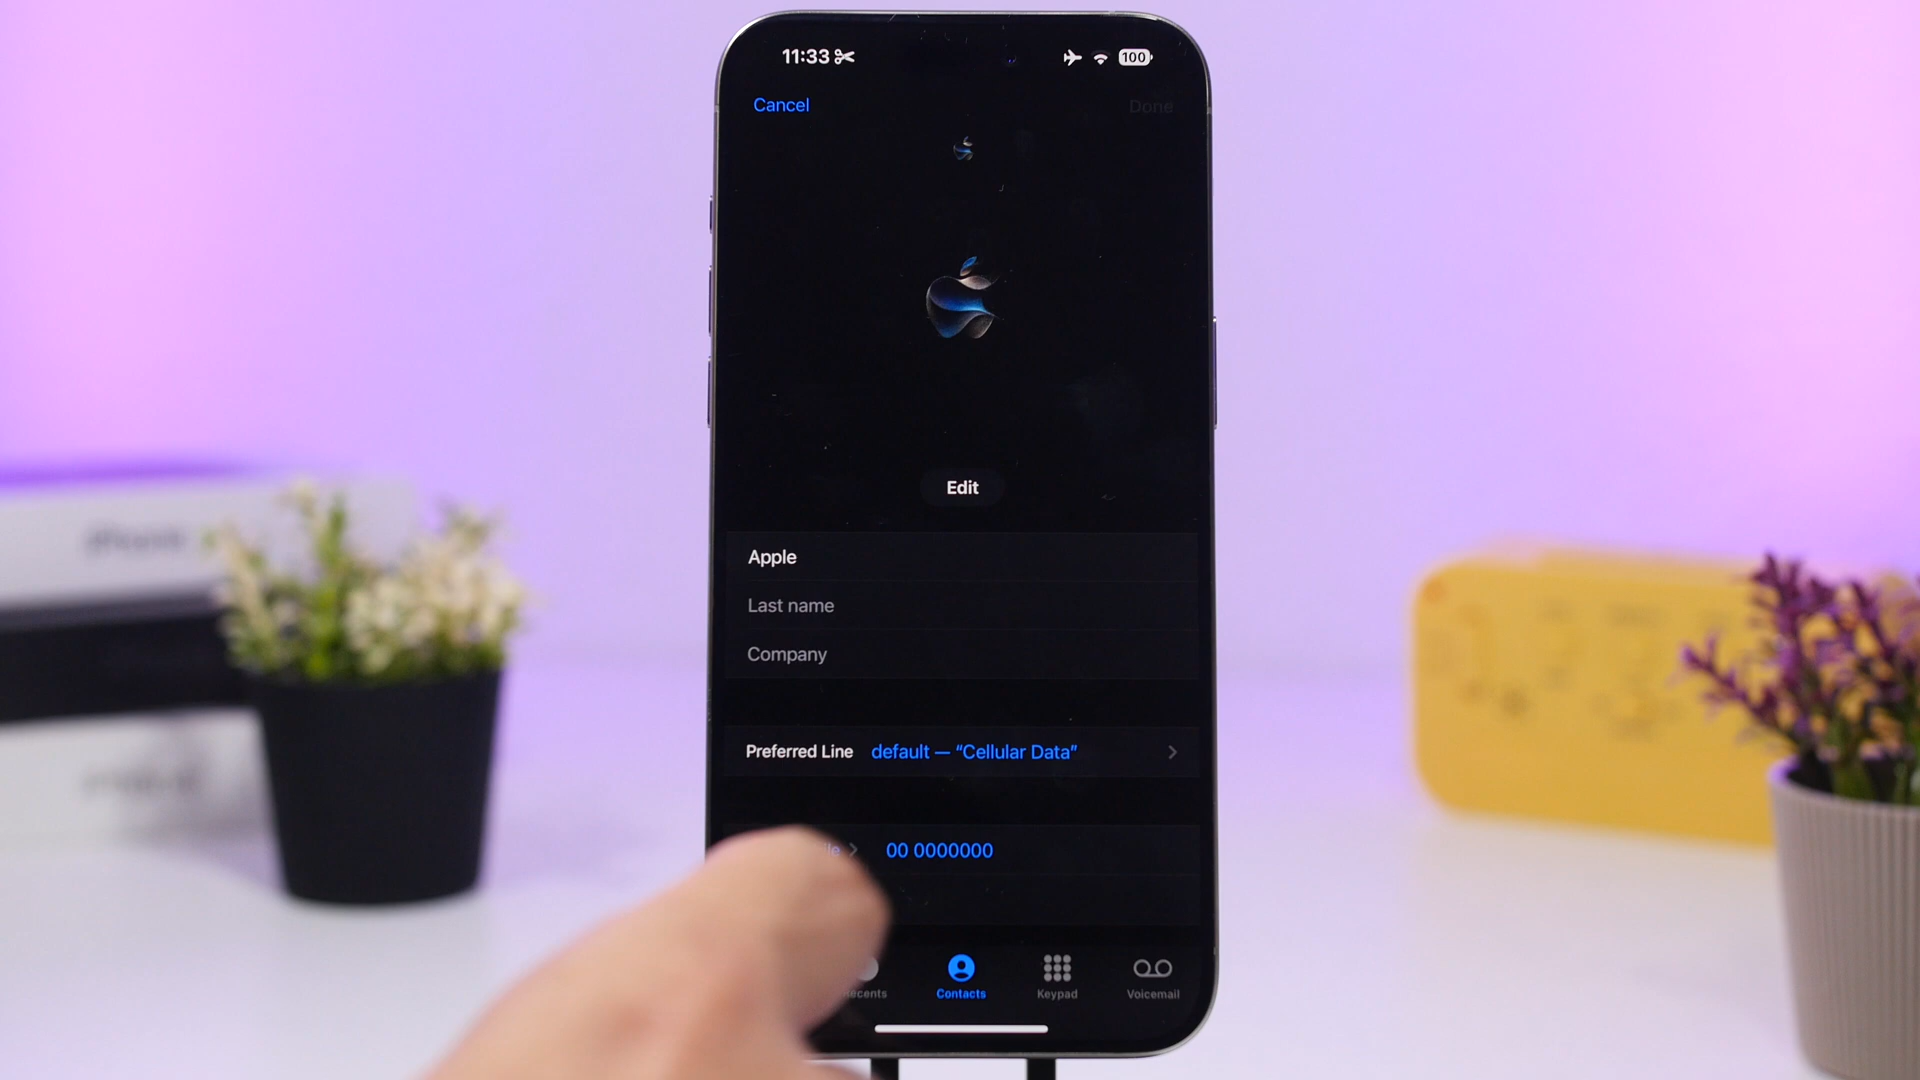 11:33
100
Cancel
Done
Edit
Apple
Last name
Company
Preferred Line default — “Cellular Data”
00 0000000
Contacts
Keypad
Voicemail
iPhone